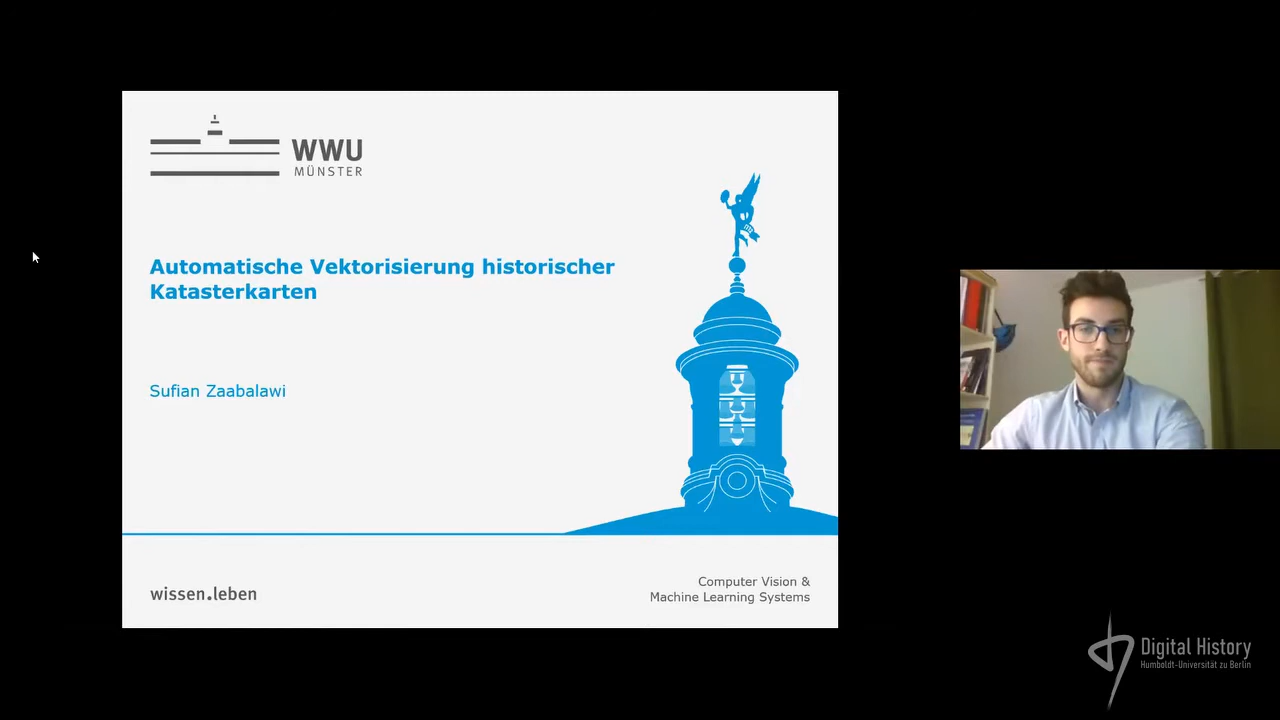 WWU
MÜNSTER
Automatische Vektorisierung historischer
Katasterkarten
Sufian Zaabalawi
wissen.leben
Computer Vision &
Machine Learning Systems
Digital History
Humboldt-Universität zu Berlin